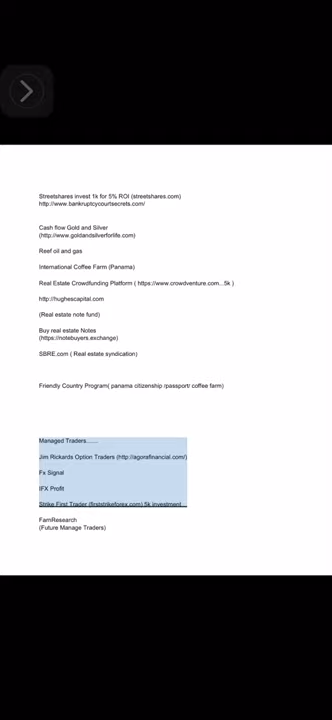 Streetshares invest 1k for 5% ROI (streetshares.com)
http://www.bankruptcycourtsecrets.com/
Cash flow Gold and Silver
(http://www.goldandsilverforlife.com)
Reef oil and gas
International Coffee Farm (Panama)
Real Estate Crowdfunding Platform ( https://www.crowdventure.com...5k )
http://hughescapital.com
(Real estate note fund)
Buy real estate Notes
(https://notebuyers.exchange)
SBRE.com ( Real estate syndication)
Friendly Country Program( panama citizenship /passport/ coffee farm)
Managed Traders.......
Jim Rickards Option Traders (http://agorafinancial.com/)
Fx Signal
IFX Profit
Strike First Trader (firststrikeforex.com) 5k investment...
FamResearch
(Future Manage Traders)